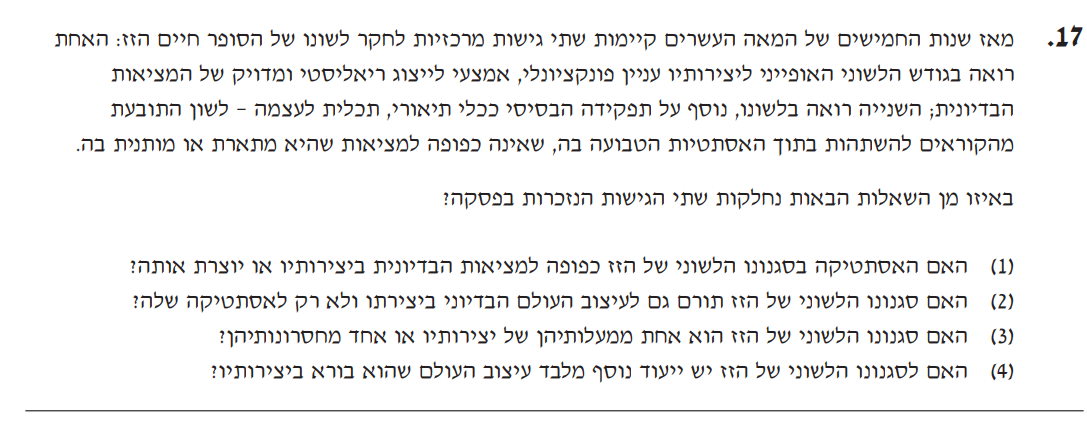 17. מאז שנות החמישים של המאה העשרים קיימות שתי גישות מרכזיות לחקר לשונו של הסופר חיים הזז: האחת
רואה בגודש הלשוני האופייני ליצירותיו עניין פונקציונלי, אמצעי לייצוג ריאליסטי ומדויק של המציאות
הבדיונית; השנייה רואה בלשונו, נוסף על תפקידה הבסיסי ככלי תיאורי, תכלית לעצמה – לשון התובעת
מהקוראים להשתהות בתוך האסתטיות הטבועה בה, שאינה כפופה למציאות שהיא מתארת או מותנית בה.
באיזו מן השאלות הבאות נחלקות שתי הגישות הנזכרות בפסקה?
(1) האם האסתטיקה בסגנונו הלשוני של הזז כפופה למציאות הבדיונית ביצירותיו או יוצרת אותה?
(2) האם סגנונו הלשוני של הזז תורם גם לעיצוב העולם הבדיוני ביצירתו ולא רק לאסתטיקה שלה?
(3) האם סגנונו הלשוני של הזז הוא אחת ממעלותיהן של יצירותיו או אחד מחסרונותיהן?
(4) האם לסגנונו הלשוני של הזז יש ייעוד נוסף מלבד עיצוב העולם שהוא בורא ביצירותיו?